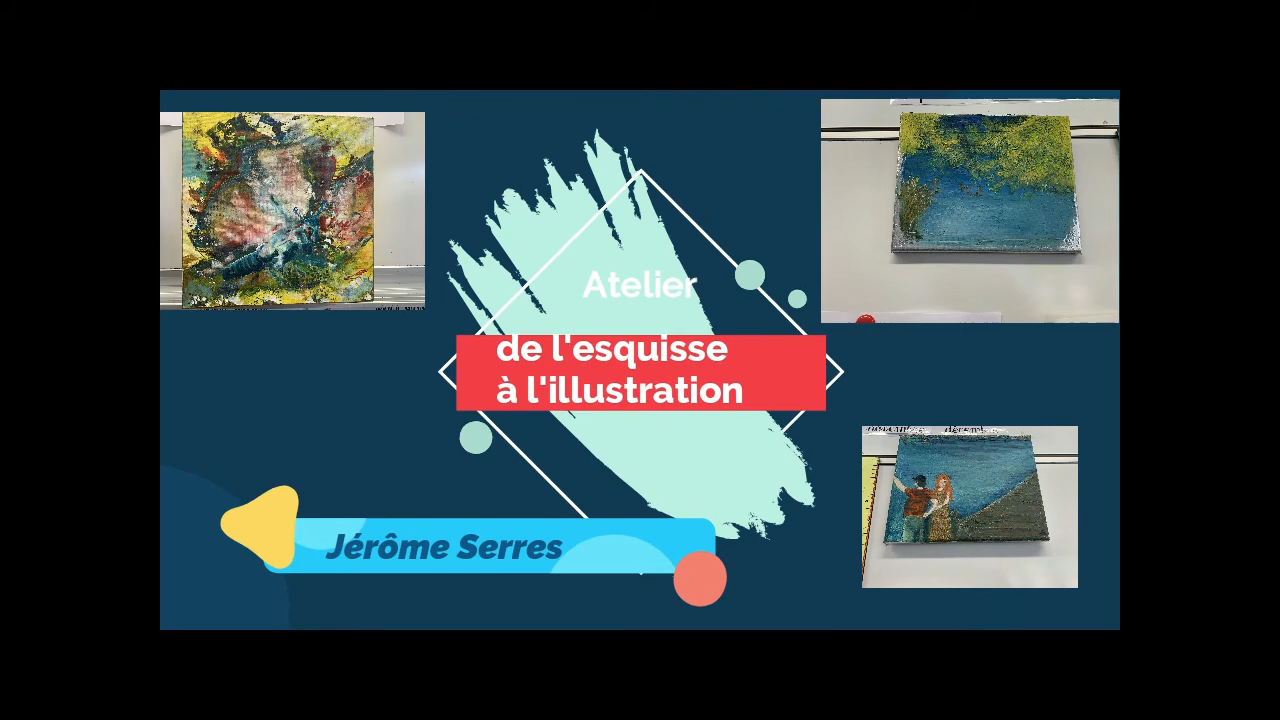 Atelier
de l'esquisse
à l'illustration
Jérôme Serres